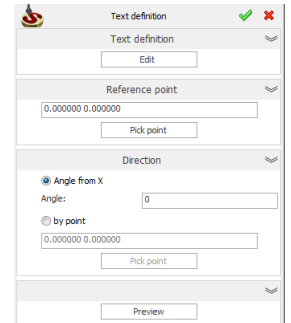 Text definition
Text definition
Edit
Reference point
0.000000 0.000000
Pick point
Direction
Angle from X
Angle:
0
by point
0.000000 0.000000
Pick point
Preview